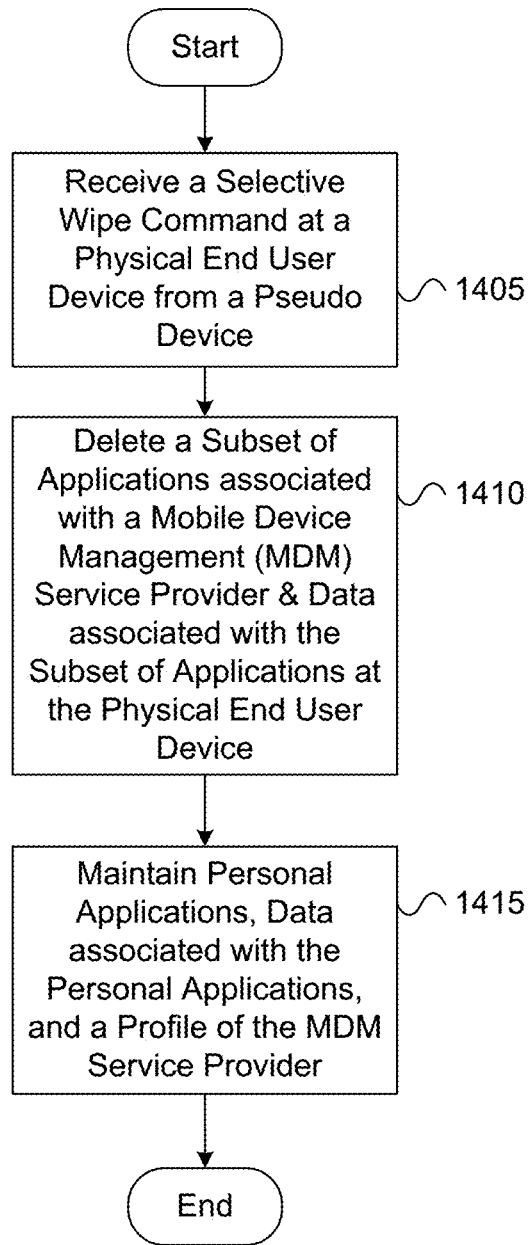 Start
Receive a Selective
Wipe Command at a
Physical End User
Device from a Pseudo
Device
1405
Delete a Subset of
Applications associated
with a Mobile Device
Management (MDM)
Service Provider & Data
associated with the
Subset of Applications at
the Physical End User
Device
1410
Maintain Personal
Applications, Data
associated with the
Personal Applications,
and a Profile of the MDM
Service Provider
1415
End